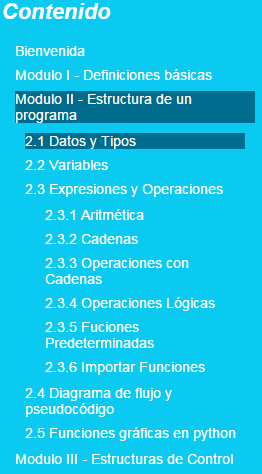 Contenido
Bienvenida
Modulo I - Definiciones básicas
Modulo II - Estructura de un
programa
2.1 Datos y Tipos
2.2 Variables
2.3 Expresiones y Operaciones
2.3.1 Aritmética
2.3.2 Cadenas
2.3.3 Operaciones con
Cadenas
2.3.4 Operaciones Lógicas
2.3.5 Fuciones
Predeterminadas
2.3.6 Importar Funciones
2.4 Diagrama de flujo y
pseudocódigo
2.5 Funciones gráficas en python
Modulo III - Estructuras de Control